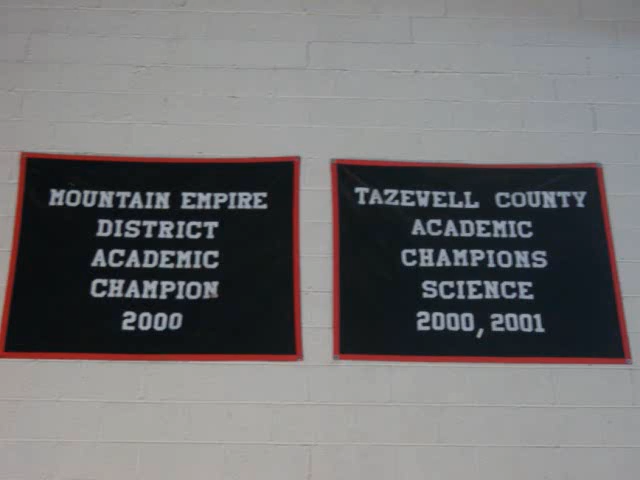 MOUNTAIN EMPIRE
DISTRICT
ACADEMIC
CHAMPION
2000
TAZEWELL COUNTY
ACADEMIC
CHAMPIONS
SCIENCE
2000, 2001